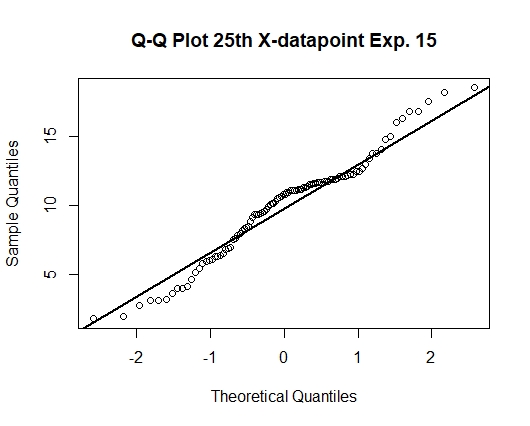 Q-Q Plot 25th X-datapoint Exp. 15
Sample Quantiles
15
10
5
-2 -1 0 1 2
Theoretical Quantiles